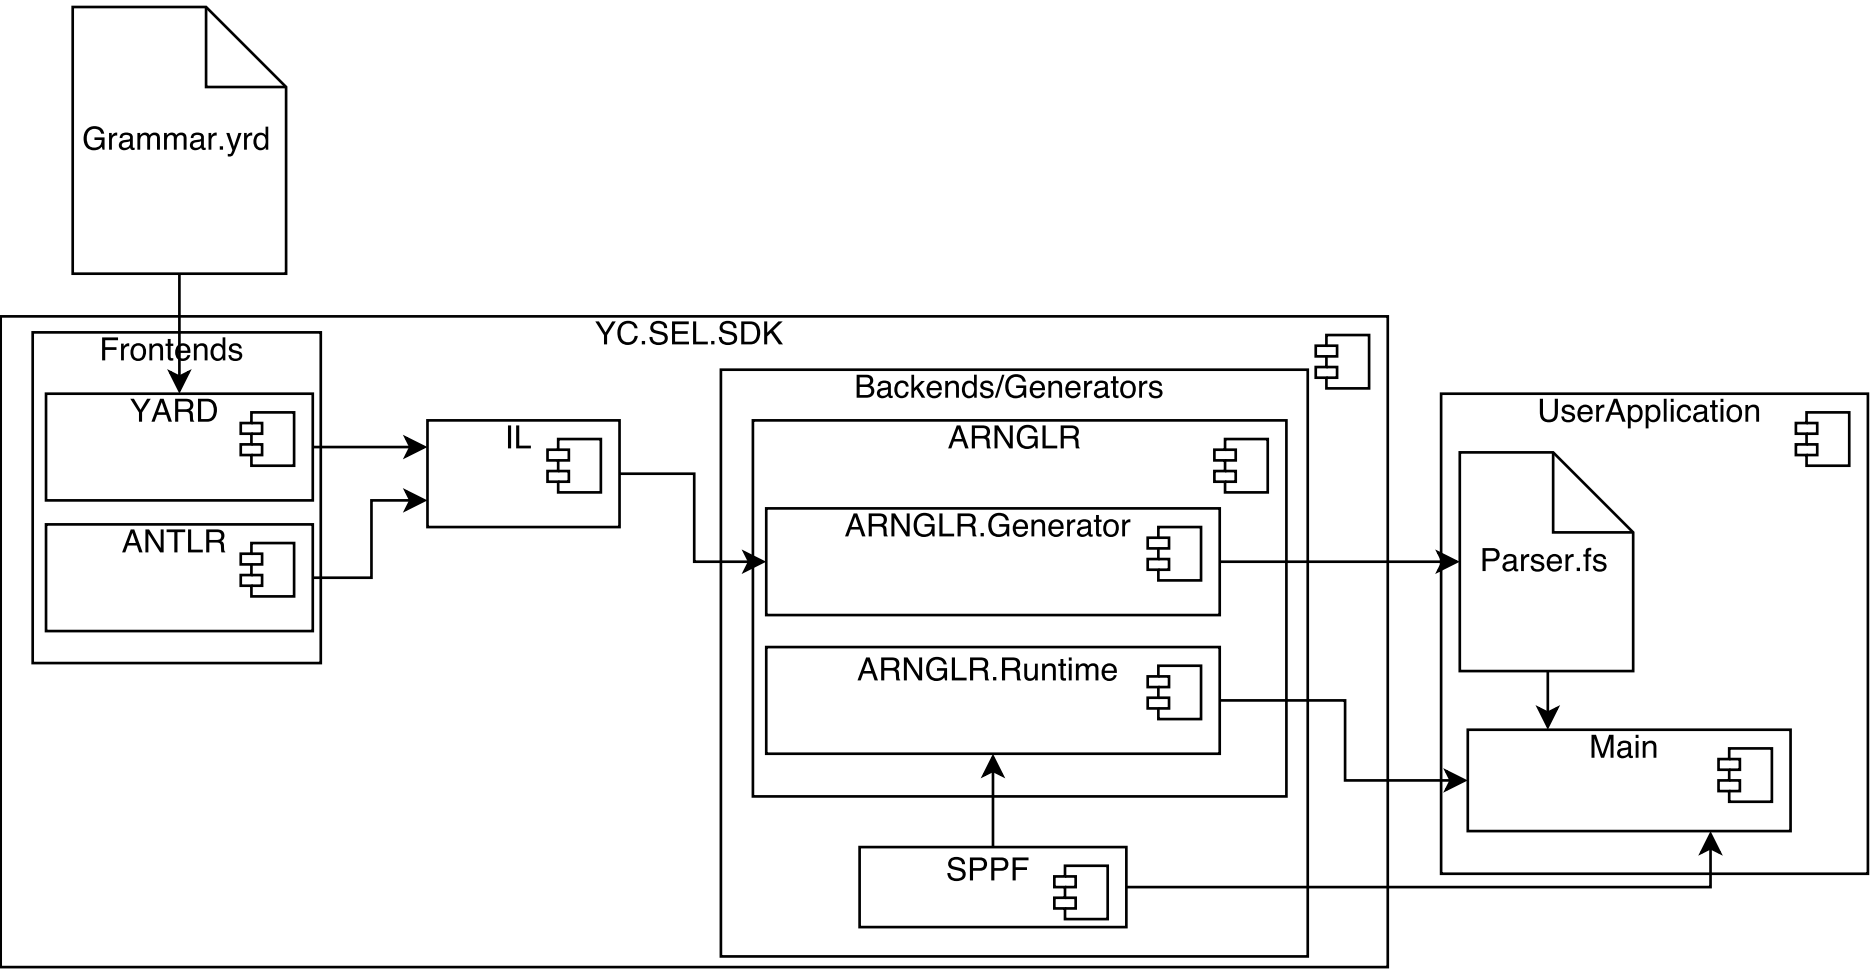 Grammar.yrd
YC.SEL.SDK
Frontends
YARD
ANTLR
IL
Backends/Generators
ARNGLR
ARNGLR.Generator
ARNGLR.Runtime
SPPF
UserApplication
Parser.fs
Main